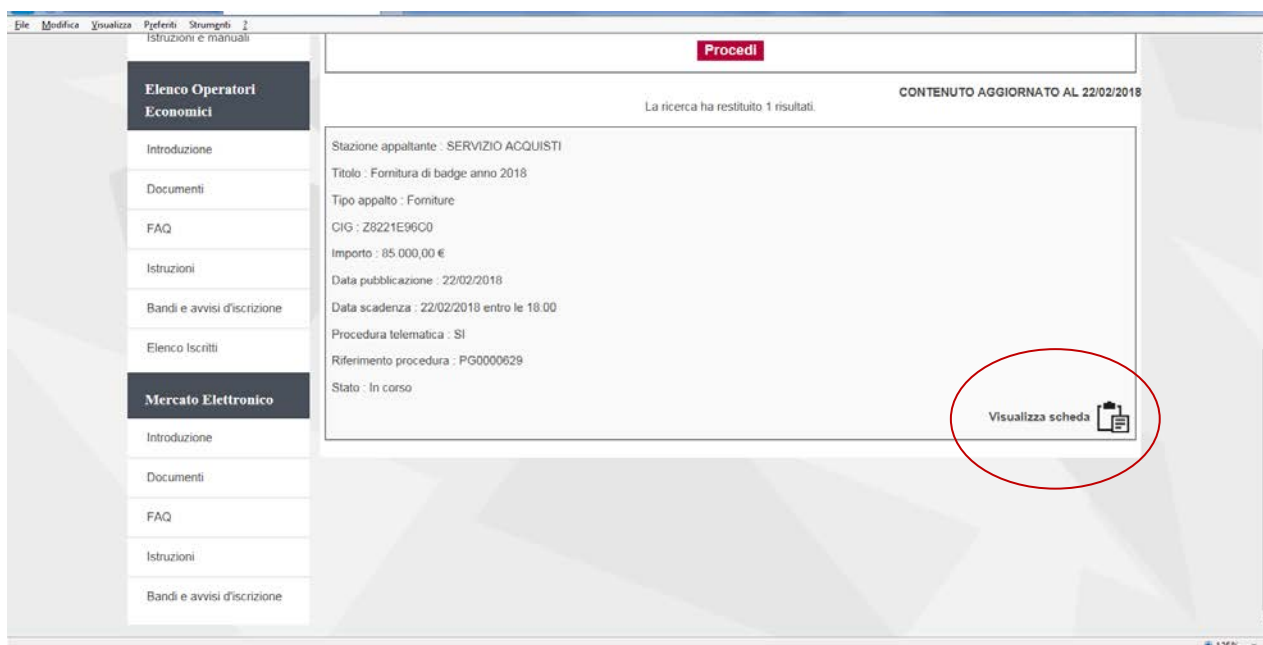 File Modifica Visualizza Preferiti Strumenti ?
Istruzioni e manuali
Elenco Operatori
Economici
Introduzione
Documenti
FAQ
Istruzioni
Bandi e avvisi d'iscrizione
Elenco Iscritti
Mercato Elettronico
Introduzione
Documenti
FAQ
Istruzioni
Bandi e avvisi d'iscrizione
Procedi
CONTENUTO AGGIORNATO AL 22/02/2018
La ricerca ha restituito 1 risultati.
Stazione appaltante : SERVIZIO ACQUISTI
Titolo : Fornitura di badge anno 2018
Tipo appalto : Forniture
CIG : Z8221E96C0
Importo : 85.000,00 €
Data pubblicazione : 22/02/2018
Data scadenza : 22/02/2018 entro le 18:00
Procedura telematica : SI
Riferimento procedura : PG0000629
Stato : In corso
Visualizza scheda